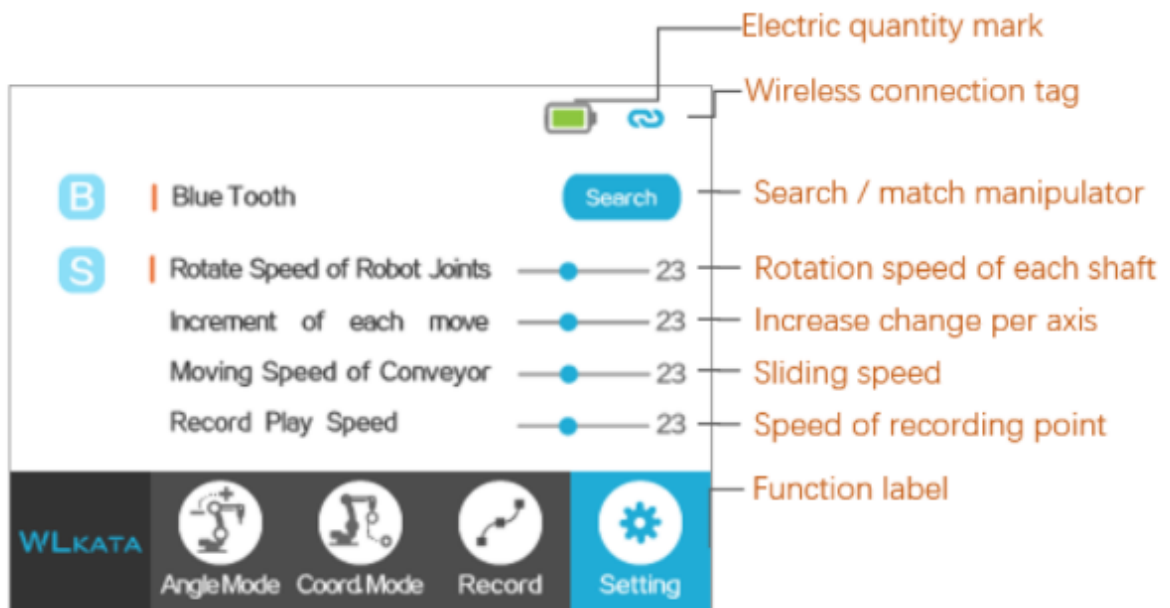 Electric quantity mark
Wireless connection tag
B Blue Tooth Search Search / match manipulator
S Rotate Speed of Robot Joints 23 Rotation speed of each shaft
Increment of each move 23 Increase change per axis
Moving Speed of Conveyor 23 Sliding speed
Record Play Speed 23 Speed of recording point
Function label
WLKATA Angle Mode Coord. Mode Record Setting